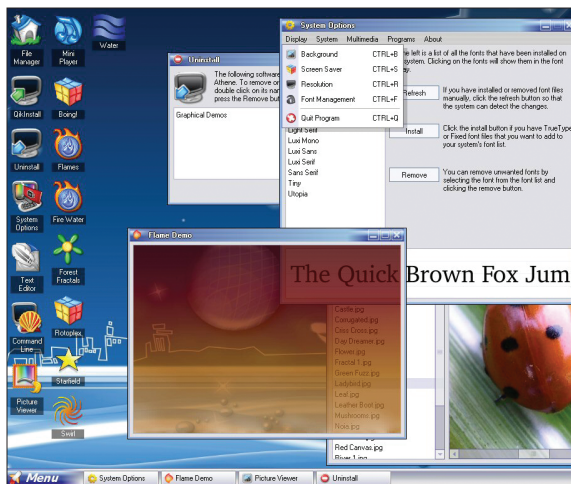 File
Manager
Mini
Player
Water
QikInstall
Boing!
Uninstall
Flames
System
Options
Fire Water
Text
Editor
Forest
Fractals
Command
Line
Rotoplex
Picture
Viewer
Starfield
Swirl
Uninstall
The following software
Athene. To remove or
double click on its nam
press the Remove but
Graphical Demos
System Options
Display System Multimedia Programs About
Background CTRL+B
Screen Saver CTRL+S
Resolution CTRL+R
Font Management CTRL+F
Quit Program CTRL+Q
left is a list of all the fonts that have been installed on
system. Clicking on the fonts will show them in the font
Refresh
If you have installed or removed font files
manually, click the refresh button so that
the system can detect the changes.
Install
Click the install button if you have TrueType
or Fixed font files that you want to add to
your system's font list.
Remove
You can remove unwanted fonts by
selecting the font from the font list and
clicking the remove button.
Light Serif
Luxi Mono
Luxi Sans
Luxi Serif
Sans Serif
Tiny
Utopia
The Quick Brown Fox Jum
Flame Demo
Castle.jpg
Corrugated.jpg
Criss Cross.jpg
Day Dreamer.jpg
Flower.jpg
Fractal 1.jpg
Green Fuzz.jpg
Ladybird.jpg
Leaf.jpg
Leather Boot.jpg
Mushrooms.jpg
Nois.jpg
Red Canvas.jpg
River 1.jpg
Menu
System Options
Flame Demo
Picture Viewer
Uninstall